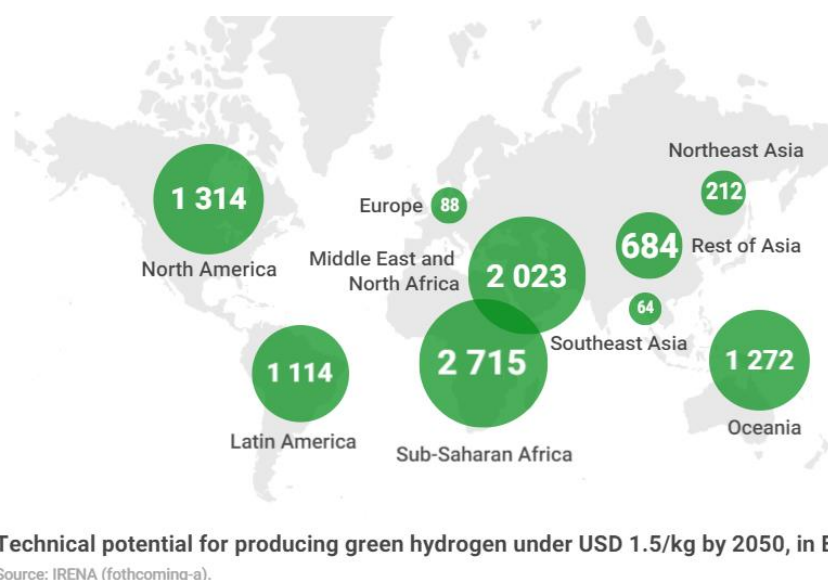 Northeast Asia
1 314
Europe
88
212
684
Rest of Asia
North America
Middle East and
North Africa
2 023
64
Southeast Asia
1 114
2 715
1 272
Latin America
Sub-Saharan Africa
Oceania
Technical potential for producing green hydrogen under USD 1.5/kg by 2050, in
Source: IRENA (fothcoming-a).